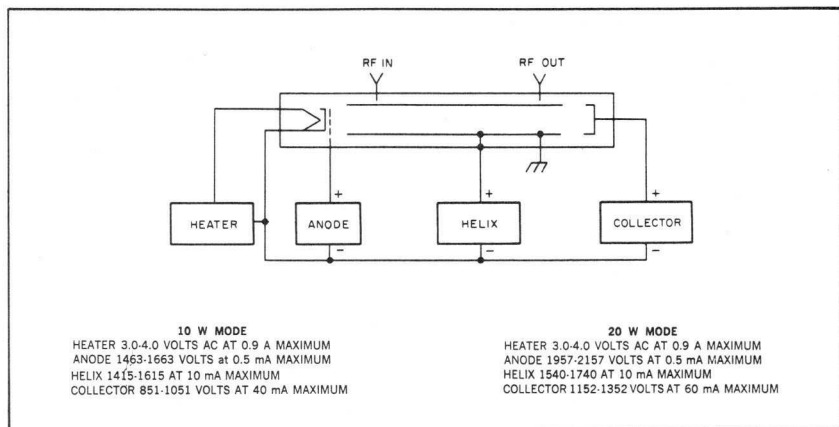 RF IN
RF OUT
+
+
+
HEATER
ANODE
HELIX
COLLECTOR
–
–
–
10 W MODE
HEATER 3.0-4.0 VOLTS AC AT 0.9 A MAXIMUM
ANODE 1463-1663 VOLTS at 0.5 mA MAXIMUM
HELIX 1415-1615 AT 10 mA MAXIMUM
COLLECTOR 851-1051 VOLTS AT 40 mA MAXIMUM
20 W MODE
HEATER 3.0-4.0 VOLTS AC AT 0.9 A MAXIMUM
ANODE 1957-2157 VOLTS AT 0.5 mA MAXIMUM
HELIX 1540-1740 AT 10 mA MAXIMUM
COLLECTOR 1152-1352 VOLTS AT 60 mA MAXIMUM